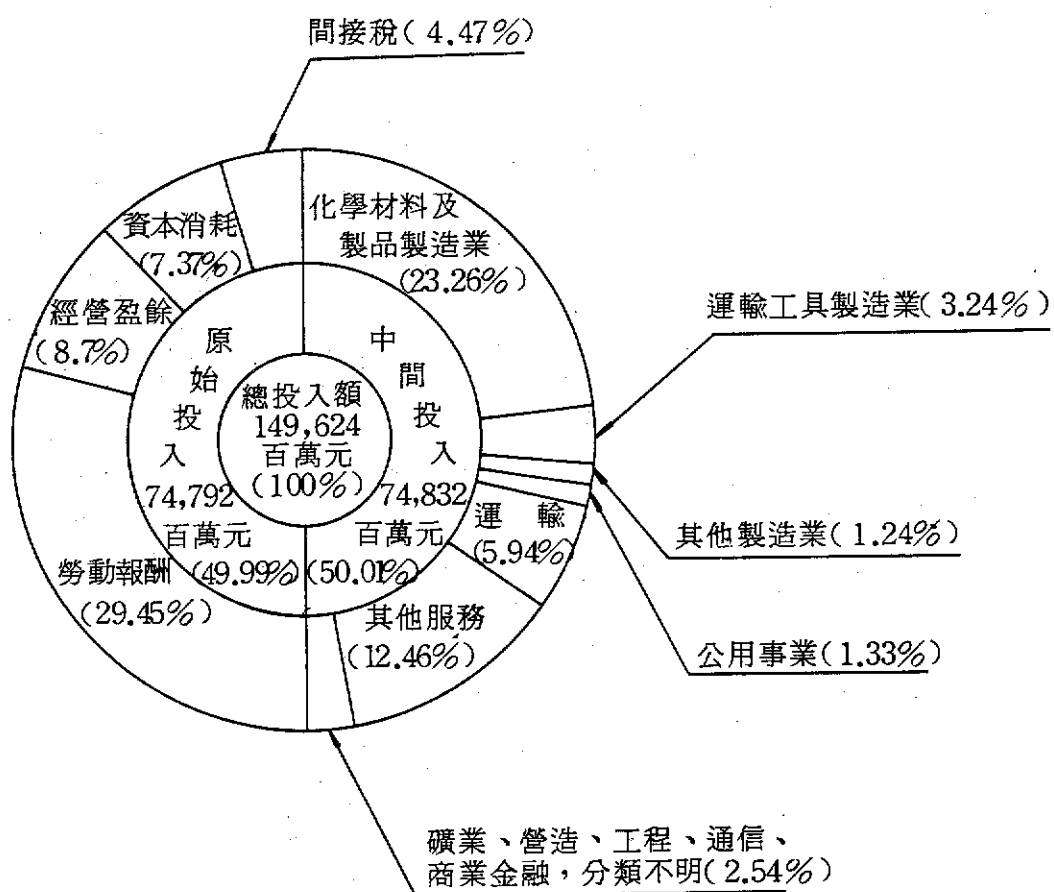 間接稅(4.47%)
化學材料及
製品製造業
(23.26%)
資本消耗
(7.37%)
經營盈餘
(8.7%)
運輸工具製造業(3.24%)
原始投入
74,792
百萬元
(49.99%)
中間投入
74,832
百萬元
(50.01%)
總投入額
149,624
百萬元
(100%)
運輸
(5.94%)
其他製造業(1.24%)
勞動報酬
(29.45%)
其他服務
(12.46%)
公用事業(1.33%)
礦業、營造、工程、通信、
商業金融,分類不明(2.54%)